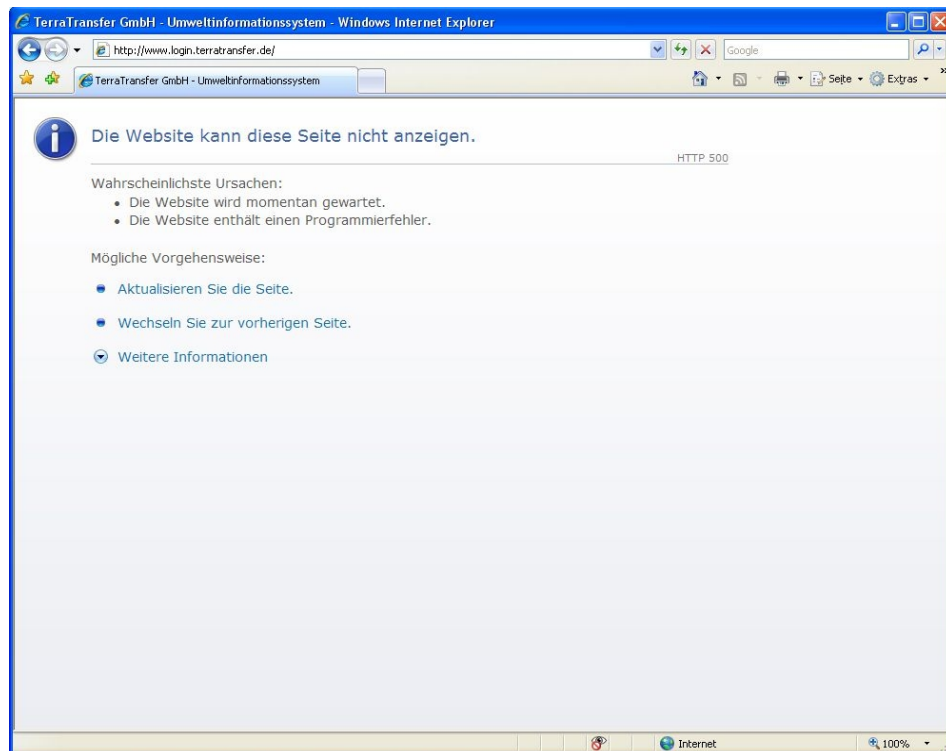 TerraTransfer GmbH - Umweltinformationssystem - Windows Internet Explorer
http://www.login.terratransfer.de/
Google
TerraTransfer GmbH - Umweltinformationssystem
Seite
Extras
»
Die Website kann diese Seite nicht anzeigen.
HTTP 500
Wahrscheinlichste Ursachen:
• Die Website wird momentan gewartet.
• Die Website enthält einen Programmierfehler.
Mögliche Vorgehensweise:
Aktualisieren Sie die Seite.
Wechseln Sie zur vorherigen Seite.
Weitere Informationen
Internet
100%